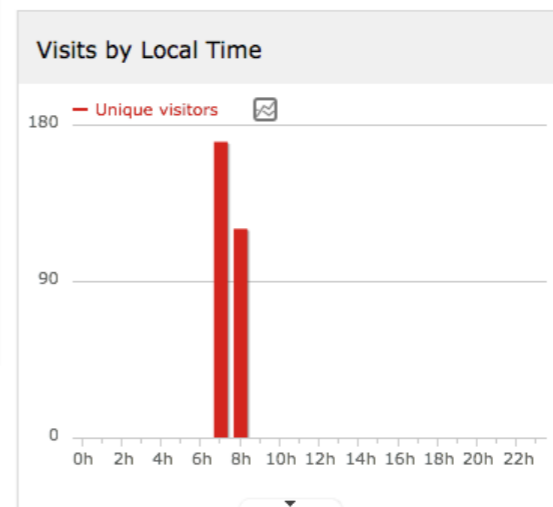 Visits by Local Time
Unique visitors
180
90
0
0h 2h 4h 6h 8h 10h 12h 14h 16h 18h 20h 22h